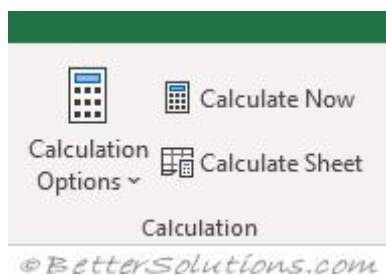 Calculation
Options
Calculate Now
Calculate Sheet
Calculation
©BetterSolutions.com